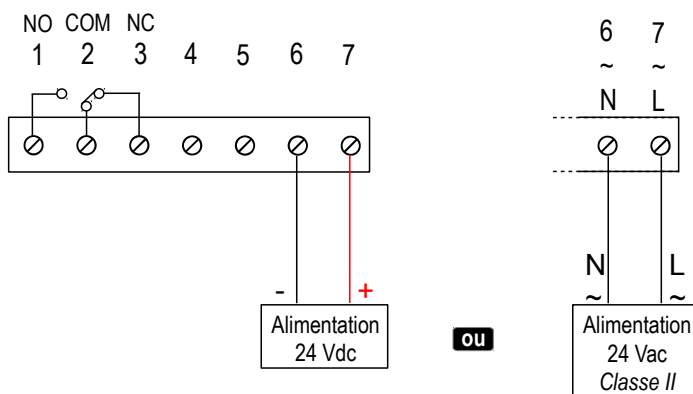 NO COM NC
1 2 3 4 5 6 7
- +
Alimentation
24 Vdc
ou
6 7
~ ~
N L
N L
~ ~
Alimentation
24 Vac
Classe II